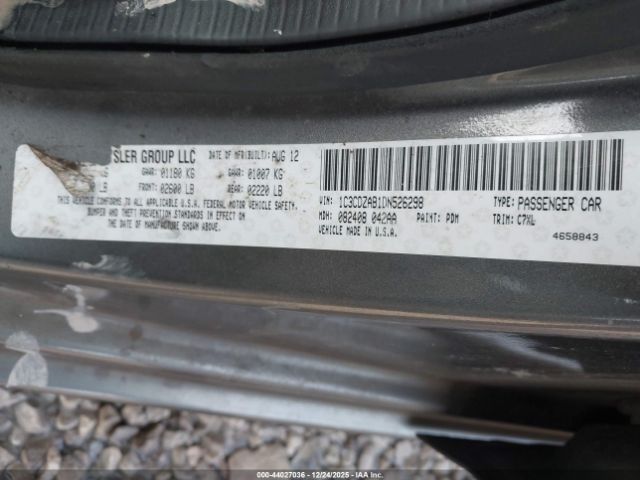 SLER GROUP LLC DATE OF MFR(BUILT): AUG 12
GAWR: 01180 KG GAWR: 01007 KG
LB FRONT: 02600 LB REAR: 02220 LB
THIS VEHICLE CONFORMS TO ALL APPLICABLE U.S.A. FEDERAL MOTOR VEHICLE SAFETY,
BUMPER AND THEFT PREVENTION STANDARDS IN EFFECT ON
THE DATE OF MANUFACTURE SHOWN ABOVE.
VIN: 1C3CDZAB1DN526298 TYPE: PASSENGER CAR
MDH: 082408 042AA PAINT: PDM TRIM: C7XL
VEHICLE MADE IN U.S.A. 4658843
000-44027036 - 12/24/2025 - IAA Inc.